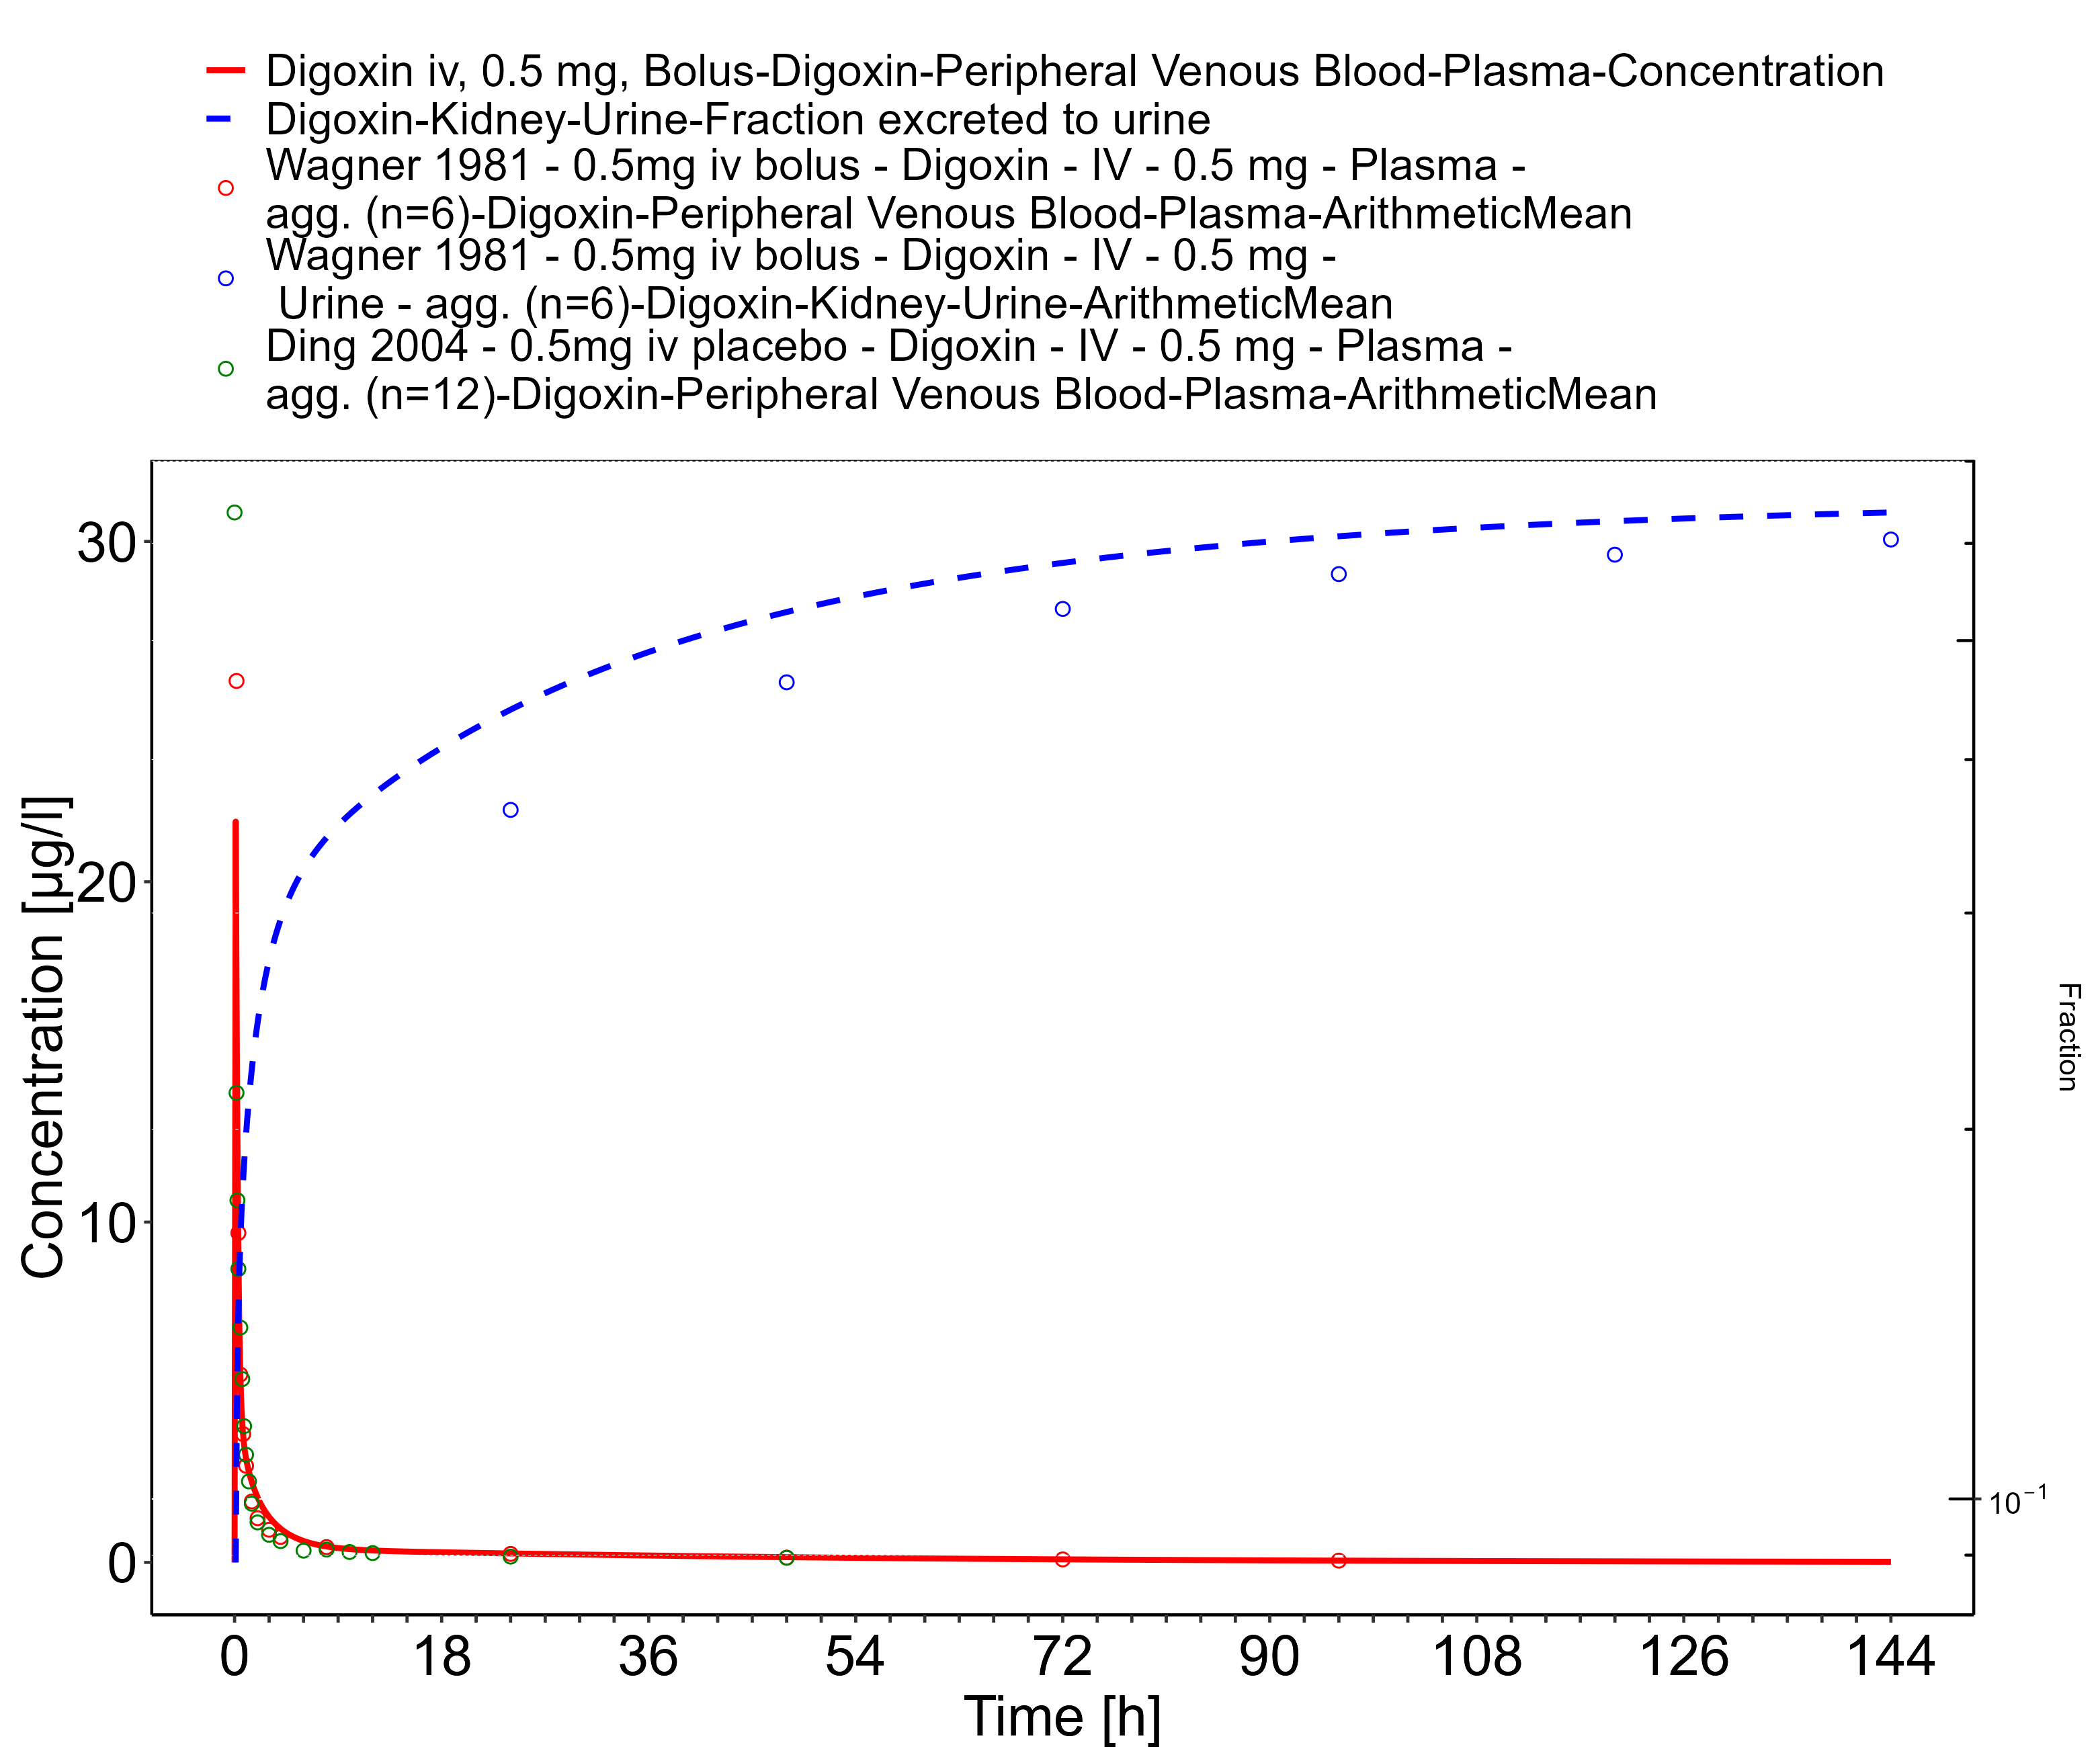 Digoxin iv, 0.5 mg, Bolus-Digoxin-Peripheral Venous Blood-Plasma-Concentration
Digoxin-Kidney-Urine-Fraction excreted to urine
Wagner 1981 - 0.5mg iv bolus - Digoxin - IV - 0.5 mg - Plasma -
agg. (n=6)-Digoxin-Peripheral Venous Blood-Plasma-ArithmeticMean
Wagner 1981 - 0.5mg iv bolus - Digoxin - IV - 0.5 mg -
Urine - agg. (n=6)-Digoxin-Kidney-Urine-ArithmeticMean
Ding 2004 - 0.5mg iv placebo - Digoxin - IV - 0.5 mg - Plasma -
agg. (n=12)-Digoxin-Peripheral Venous Blood-Plasma-ArithmeticMean
Concentration [µg/l]
30
20
10
0
0 18 36 54 72 90 108 126 144
Time [h]
10⁻¹
Fraction